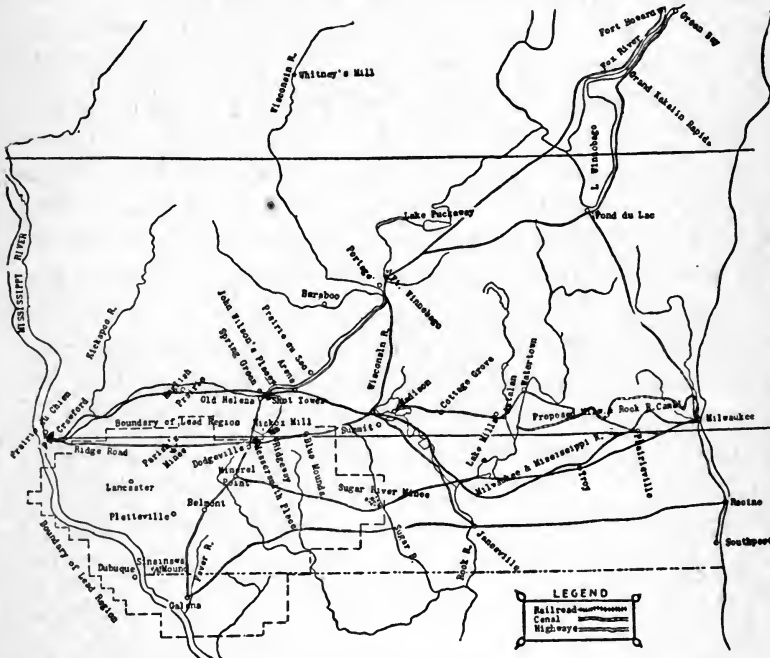 Fort Howard
Green Bay
Fox River
Grand Kakalin Rapids
Wisconsin R.
Whitney's Mill
L Winnebago
Fond du Lac
Lake Puckaway
Portage
Ft. Winnebago
Baraboo
MISSISSIPPI RIVER
Kickapoo R.
Prairie du Sac
John Wilson's Place
Arena
Spring Green
English Prairie
Old Helena
Shot Tower
Wisconsin R.
Madison
Cottage Grove
Watertown
Proposed Milw. & Rock R. Canal
Milwaukee
Prairie du Chien
Ft. Crawford
Boundary of Lead Region
Ridge Road
Hickox Mill
Summit
Lake Mills
Milwaukee & Mississippi R.
Prairieville
Troy
Dodgeville
Ridgeway
Messersmith Place
Blue Mounds
Mineral Point
Lancaster
Platteville
Belmont
Sugar River Mines
Sugar R.
Rock R.
Janesville
Racine
Southport
Boundary of Lead Region
Dubuque
Sinsinawa Mound
Fever R.
Galena
LEGEND
Railroad
Canal
Highways